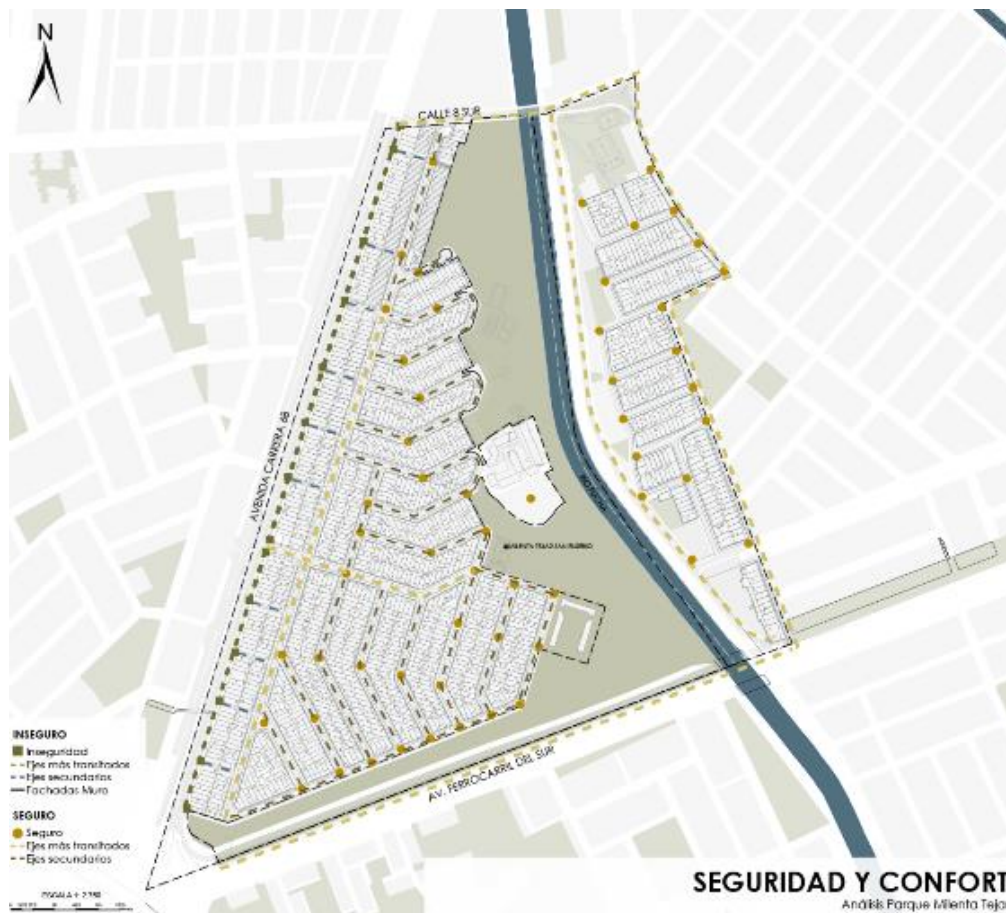 N
CALLE 8 SUR
AVENIDA CARRERA 68
AV. FERROCARRIL DEL SUR
INSEGURO
Inseguridad
Ejes más transitados
Ejes secundarios
Fachadas Muro
SEGURO
Seguro
Ejes más transitados
Ejes secundarios
SEGURIDAD Y CONFORT
Análisis Parque Milenta Teja